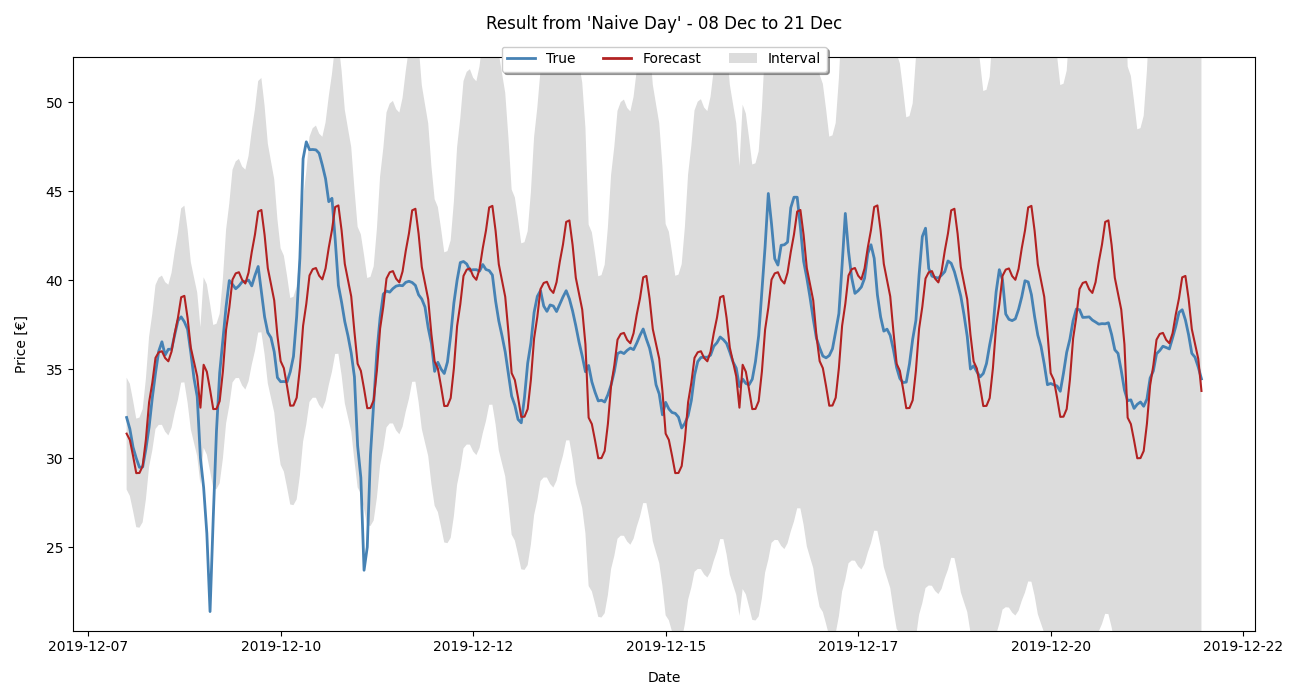 Result from 'Naive Day' - 08 Dec to 21 Dec
True Forecast Interval
50
45
40
35
30
25
Price [€]
2019-12-07 2019-12-10 2019-12-12 2019-12-15 2019-12-17 2019-12-20 2019-12-22
Date